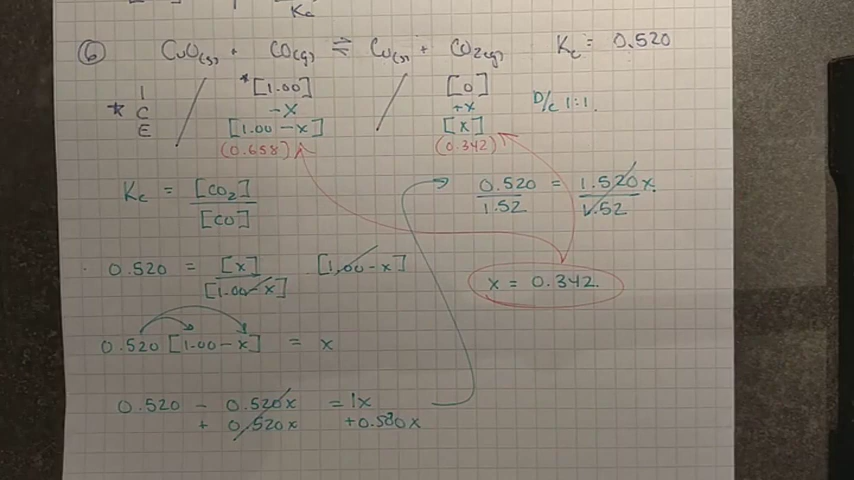 Kc
⑥ CuO(s) + CO(g) ⇌ Cu(s) + CO2(g) Kc = 0.520
I *[1.00] [0]
* C -x +x D/c 1:1.
E [1.00-x] [x]
(0.658) (0.342)
Kc = [CO2] / [CO]
0.520 = [x] / [1.00-x] [1.00-x]
0.520 [1.00-x] = x
0.520 - 0.520x = 1x
+ 0.520x +0.520x
0.520 / 1.52 = 1.520x / 1.52
x = 0.342.